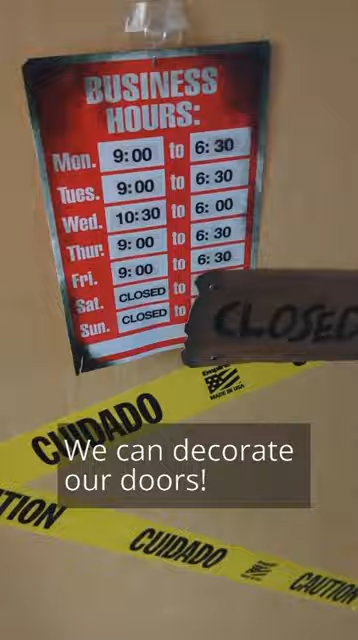 BUSINESS
HOURS:
Mon. 9:00 to 6:30
Tues. 9:00 to 6:30
Wed. 10:30 to 6:00
Thur. 9:00 to 6:30
Fri. 9:00 to 6:30
Sat. CLOSED to
Sun. CLOSED to
CLOSED
Empire
MADE IN USA
CUIDADO
We can decorate
our doors!
TION
CUIDADO
CAUTION